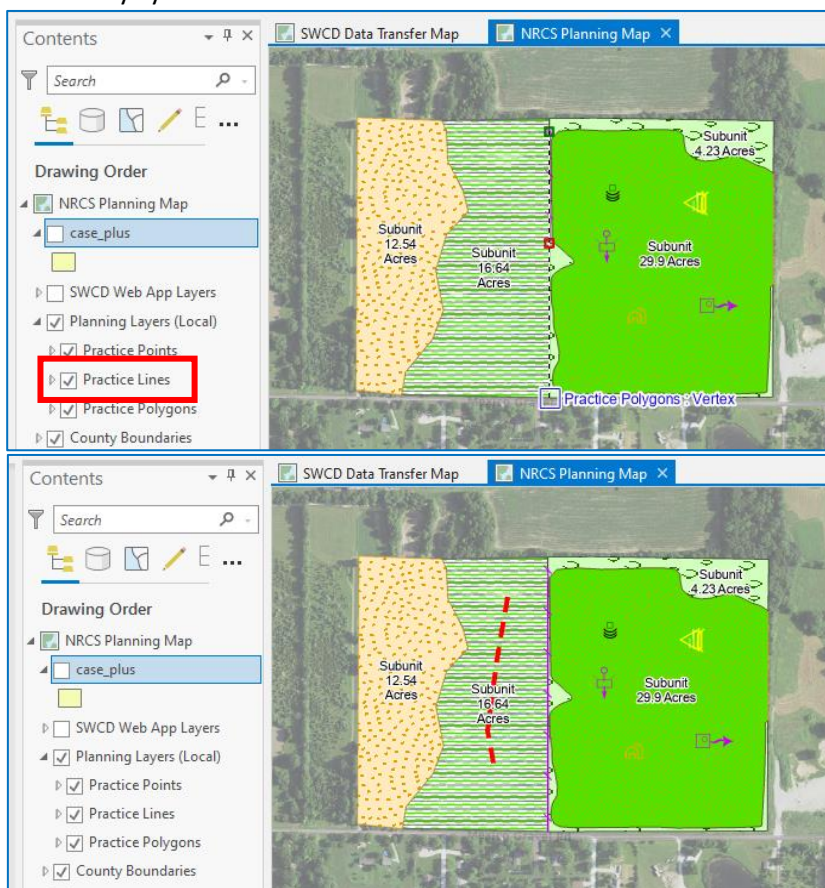 Contents
SWCD Data Transfer Map
NRCS Planning Map
Search
Drawing Order
NRCS Planning Map
case_plus
SWCD Web App Layers
Planning Layers (Local)
Practice Points
Practice Lines
Practice Polygons
County Boundaries
Subunit
4.23 Acres
Subunit
12.54
Acres
Subunit
16.64
Acres
Subunit
29.9 Acres
Practice Polygons : Vertex
Contents
SWCD Data Transfer Map
NRCS Planning Map
Search
Drawing Order
NRCS Planning Map
case_plus
SWCD Web App Layers
Planning Layers (Local)
Practice Points
Practice Lines
Practice Polygons
County Boundaries
Subunit
4.23 Acres
Subunit
12.54
Acres
Subunit
16.64
Acres
Subunit
29.9 Acres